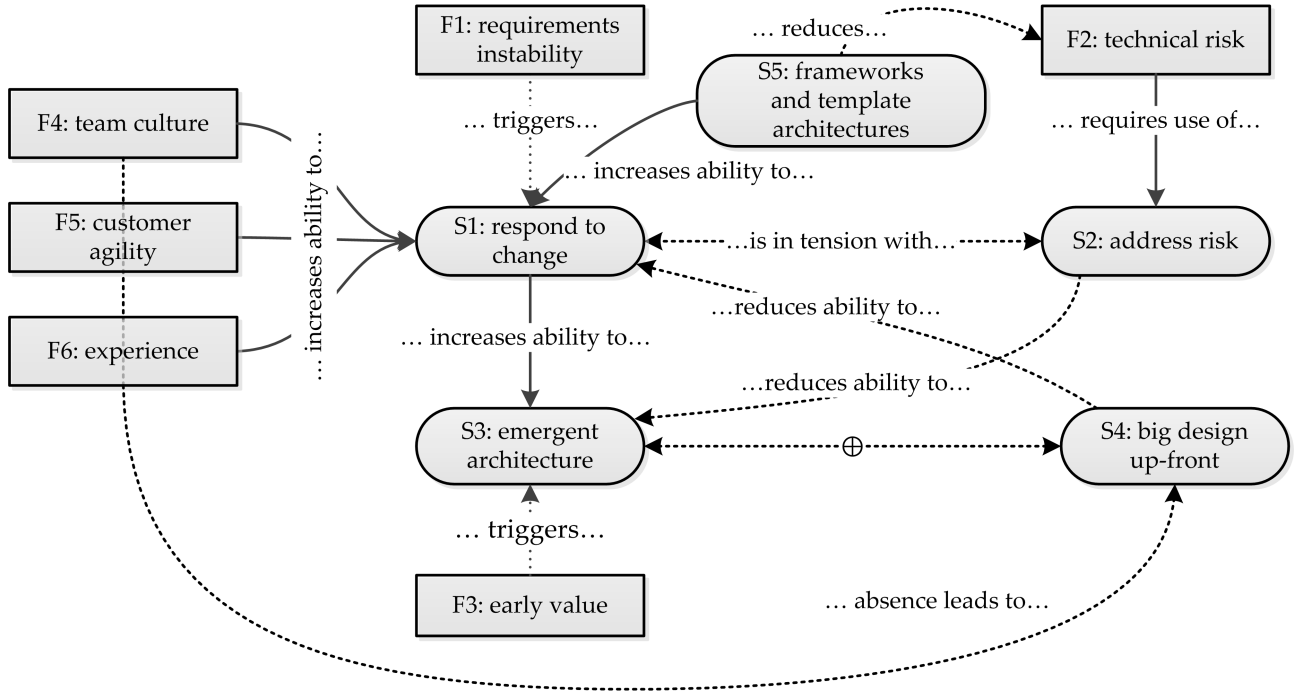 F1: requirements
instability
… reduces…
F2: technical risk
S5: frameworks
and template
architectures
F4: team culture
… triggers…
… requires use of…
… increases ability to…
F5: customer
agility
… increases ability to…
S1: respond to
change
…is in tension with…
S2: address risk
…reduces ability to…
… increases ability to…
F6: experience
…reduces ability to…
S3: emergent
architecture
S4: big design
up-front
… triggers…
F3: early value
… absence leads to…